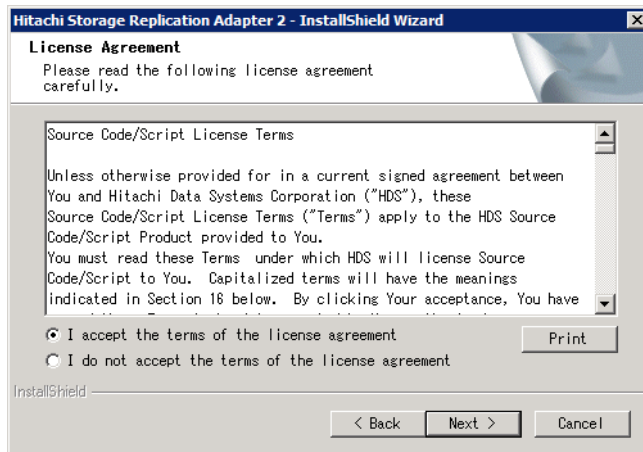 Hitachi Storage Replication Adapter 2 - InstallShield Wizard
License Agreement
Please read the following license agreement
carefully.
Source Code/Script License Terms
Unless otherwise provided for in a current signed agreement between
You and Hitachi Data Systems Corporation ("HDS"), these
Source Code/Script License Terms ("Terms") apply to the HDS Source
Code/Script Product provided to You.
You must read these Terms  under which HDS will license Source
Code/Script to You.  Capitalized terms will have the meanings
indicated in Section 16 below.  By clicking Your acceptance, You have
I accept the terms of the license agreement
Print
I do not accept the terms of the license agreement
InstallShield
< Back
Next >
Cancel